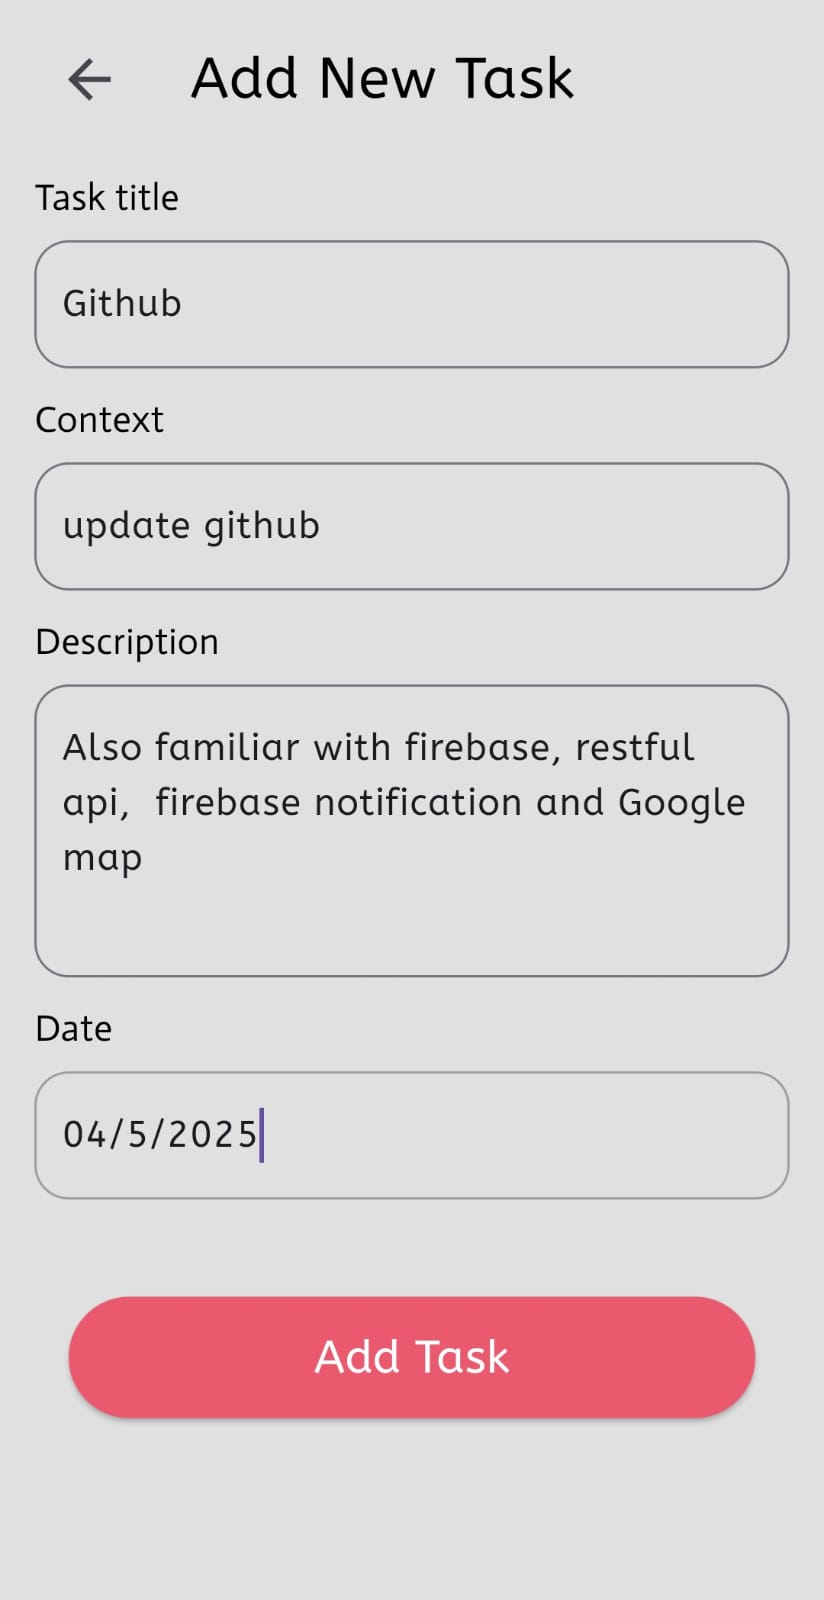 Add New Task
Task title
Github
Context
update github
Description
Also familiar with firebase, restful
api,  firebase notification and Google
map
Date
04/5/2025
Add Task